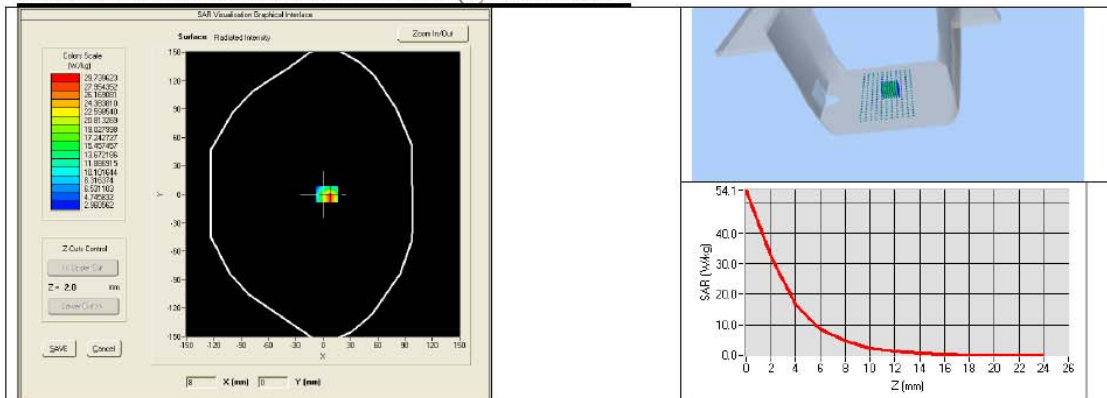 SAR Visualisation Graphical Interface
Surface Radiated Intensity
Zoom In/Out
Colors Scale
(W/kg)
29.739623
27.954352
26.169081
24.383810
22.598540
20.813269
19.027998
17.242727
15.457457
13.672186
11.886915
10.101644
8.316374
6.531103
4.745832
2.960562
Z-Cuts Control
Z = 2.0 mm
SAVE
Cancel
150-
120-
90-
60-
30-
0-
-30-
-60-
-90-
-120-
-150-
Y
-150 -120 -90 -60 -30 0 30 60 90 120 150
X
8 X (mm) 0 Y (mm)
54.1-
40.0-
30.0-
20.0-
10.0-
0.0-
SAR (W/kg)
0 2 4 6 8 10 12 14 16 18 20 22 24 26
Z (mm)